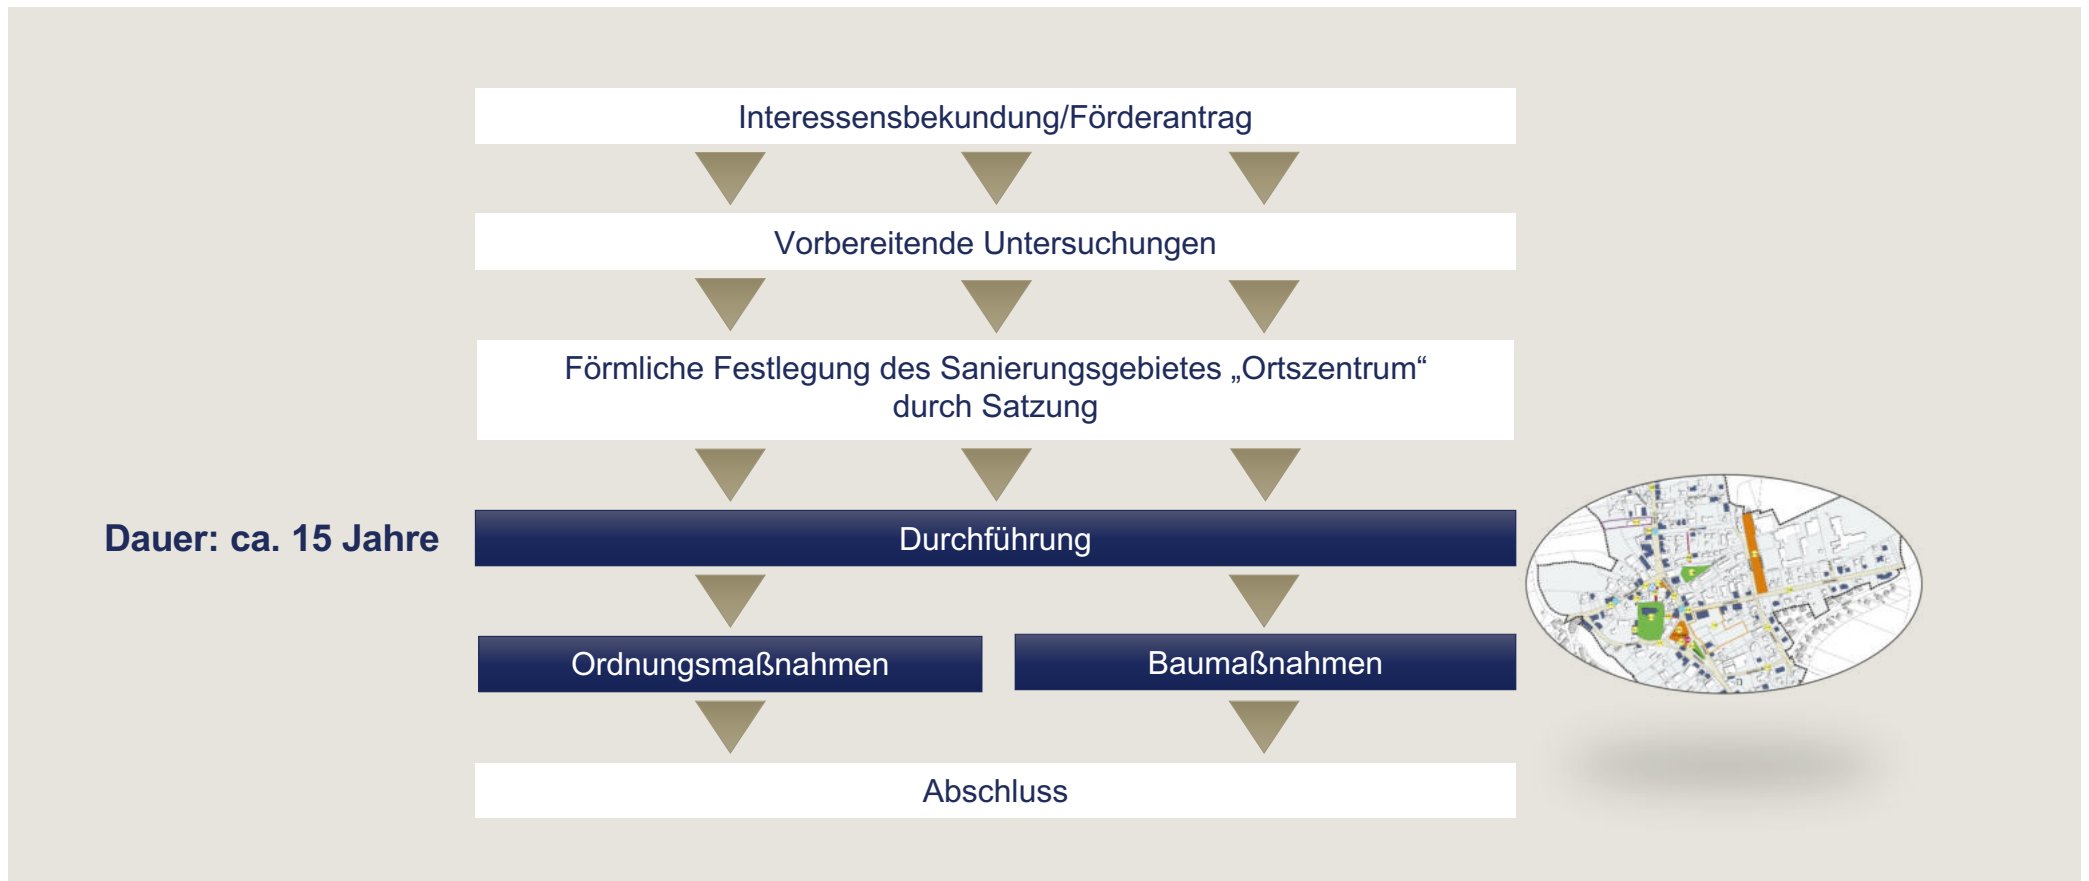 Interessensbekundung/Förderantrag
Vorbereitende Untersuchungen
Förmliche Festlegung des Sanierungsgebietes „Ortszentrum“
durch Satzung
Dauer: ca. 15 Jahre
Durchführung
Ordnungsmaßnahmen
Baumaßnahmen
Abschluss